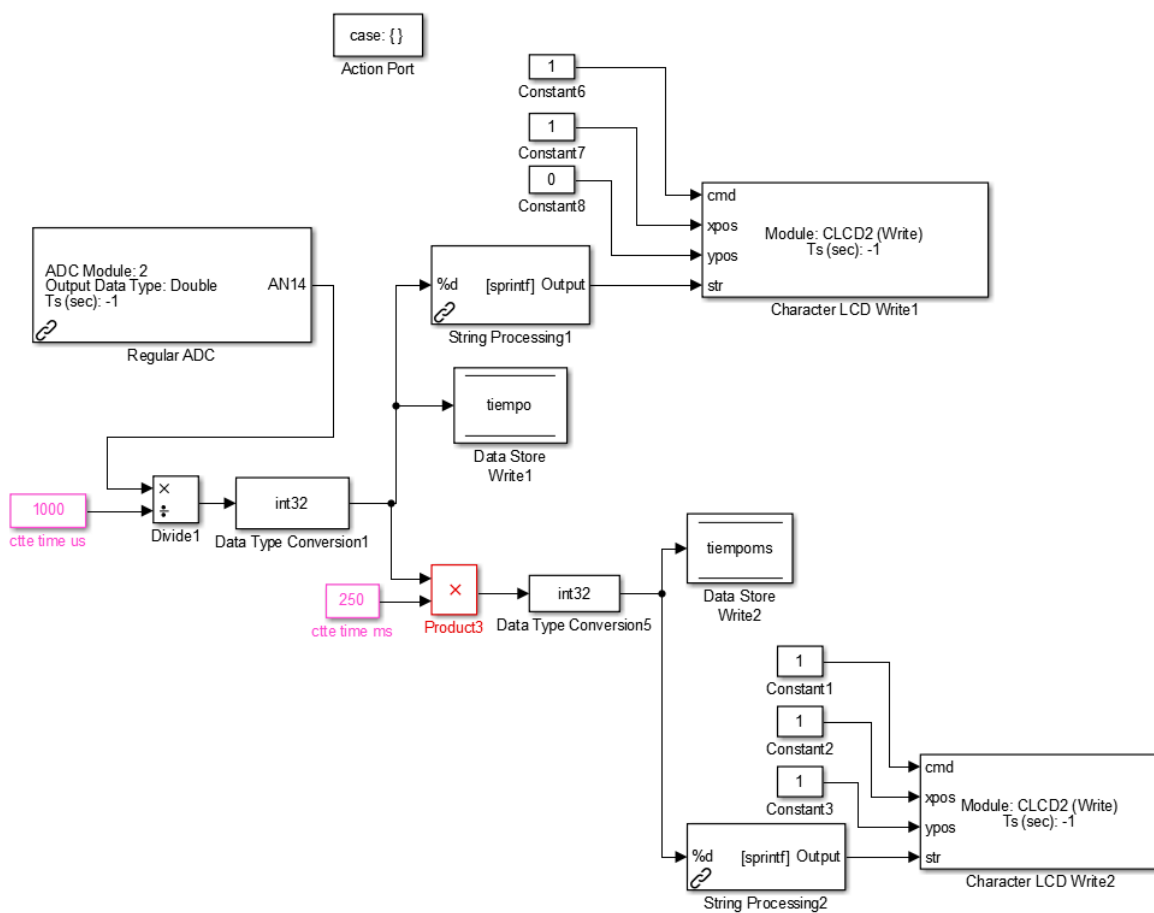 case: { }
Action Port
1
Constant6
1
Constant7
0
Constant8
cmd
xpos
ypos
str
Module: CLCD2 (Write)
Ts (sec): -1
Character LCD Write1
ADC Module: 2
Output Data Type: Double
Ts (sec): -1
AN14
Regular ADC
%d
[sprintf]
Output
String Processing1
tiempo
Data Store
Write1
1000
ctte time us
×
÷
Divide1
int32
Data Type Conversion1
250
ctte time ms
×
Product3
int32
Data Type Conversion5
tiempoms
Data Store
Write2
1
Constant1
1
Constant2
1
Constant3
cmd
xpos
ypos
str
Module: CLCD2 (Write)
Ts (sec): -1
Character LCD Write2
%d
[sprintf]
Output
String Processing2